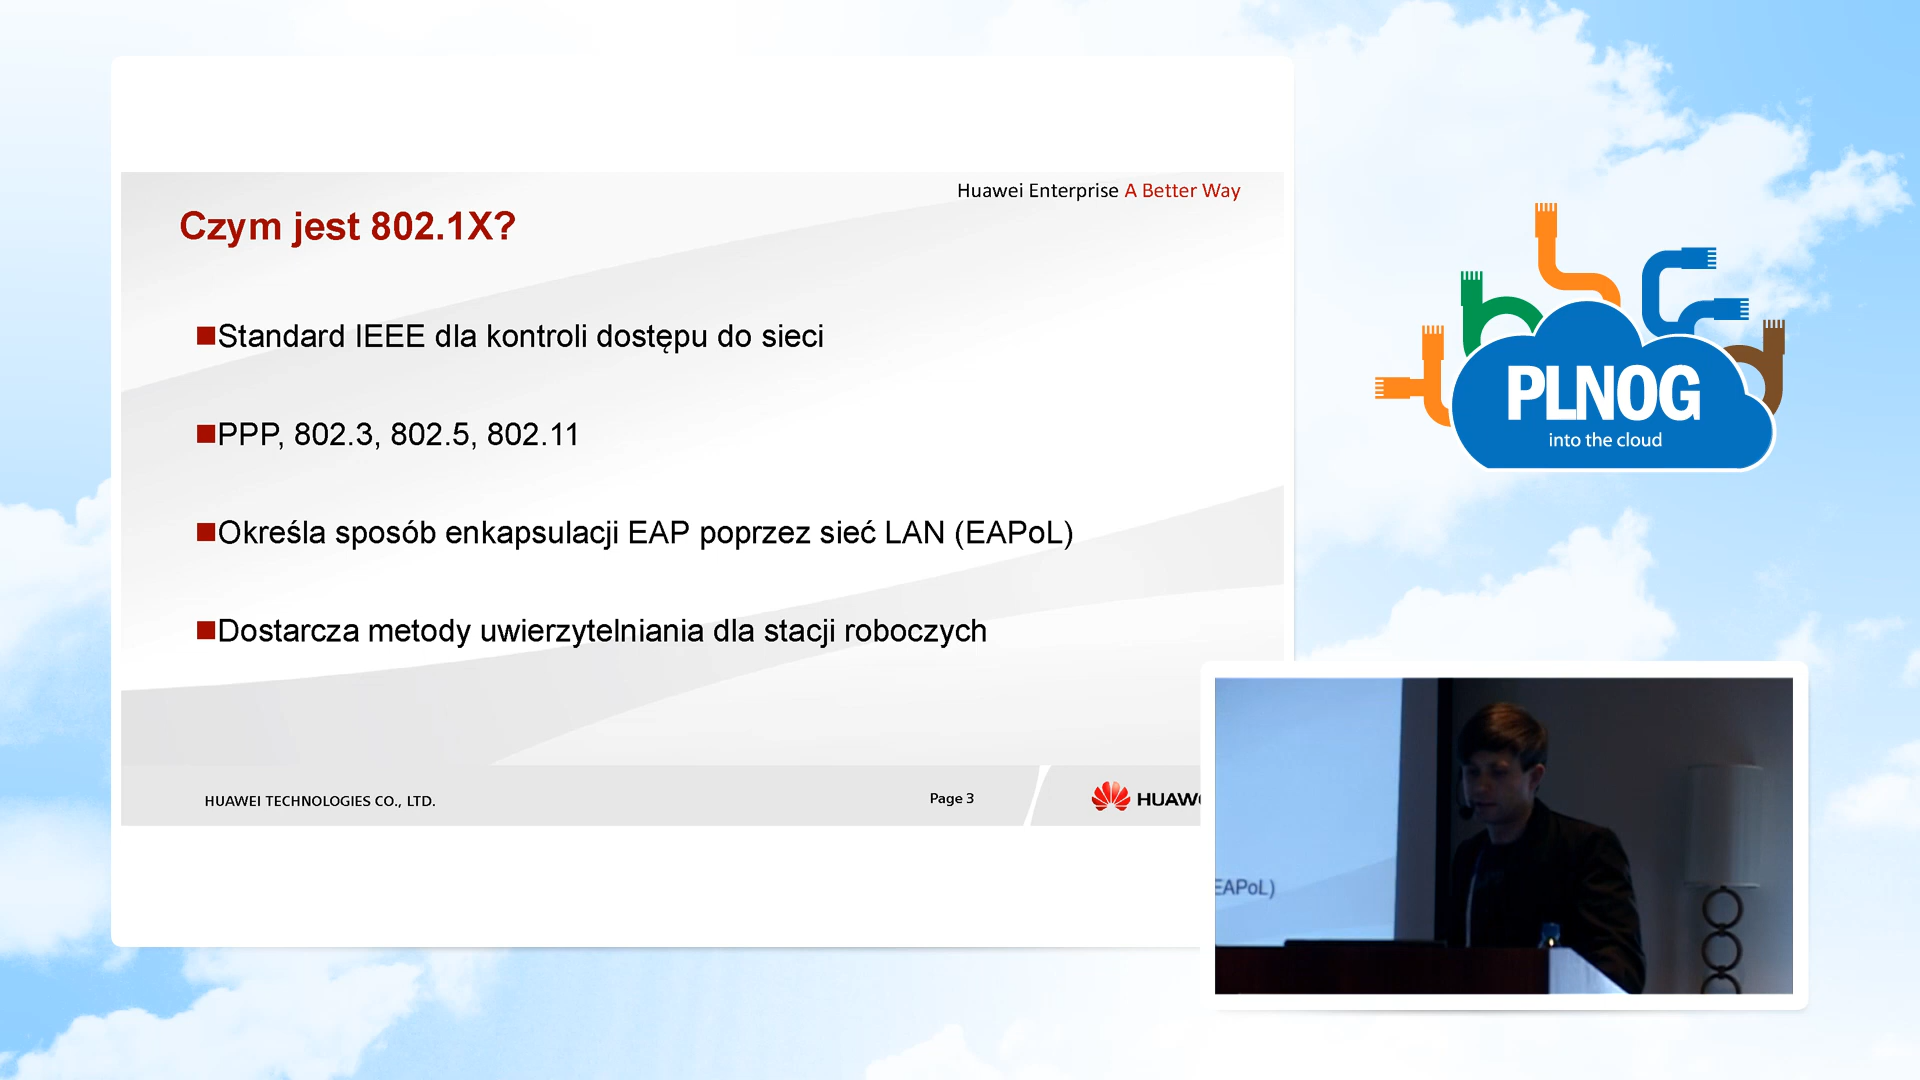 Huawei Enterprise A Better Way
Czym jest 802.1X?
Standard IEEE dla kontroli dostępu do sieci
PPP, 802.3, 802.5, 802.11
Określa sposób enkapsulacji EAP poprzez sieć LAN (EAPoL)
Dostarcza metody uwierzytelniania dla stacji roboczych
HUAWEI TECHNOLOGIES CO., LTD.
Page 3
HUAW
PLNOG
into the cloud
EAPoL)